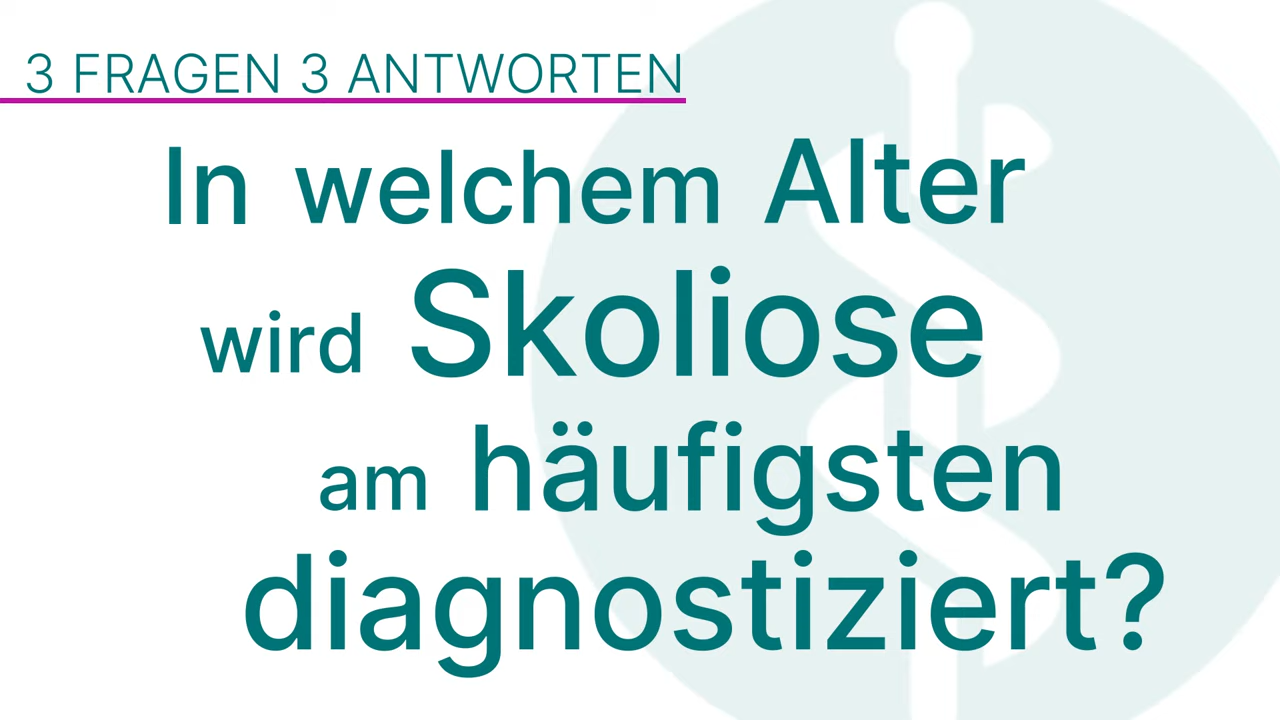 3 FRAGEN 3 ANTWORTEN
In welchem Alter
wird Skoliose
am häufigsten
diagnostiziert?